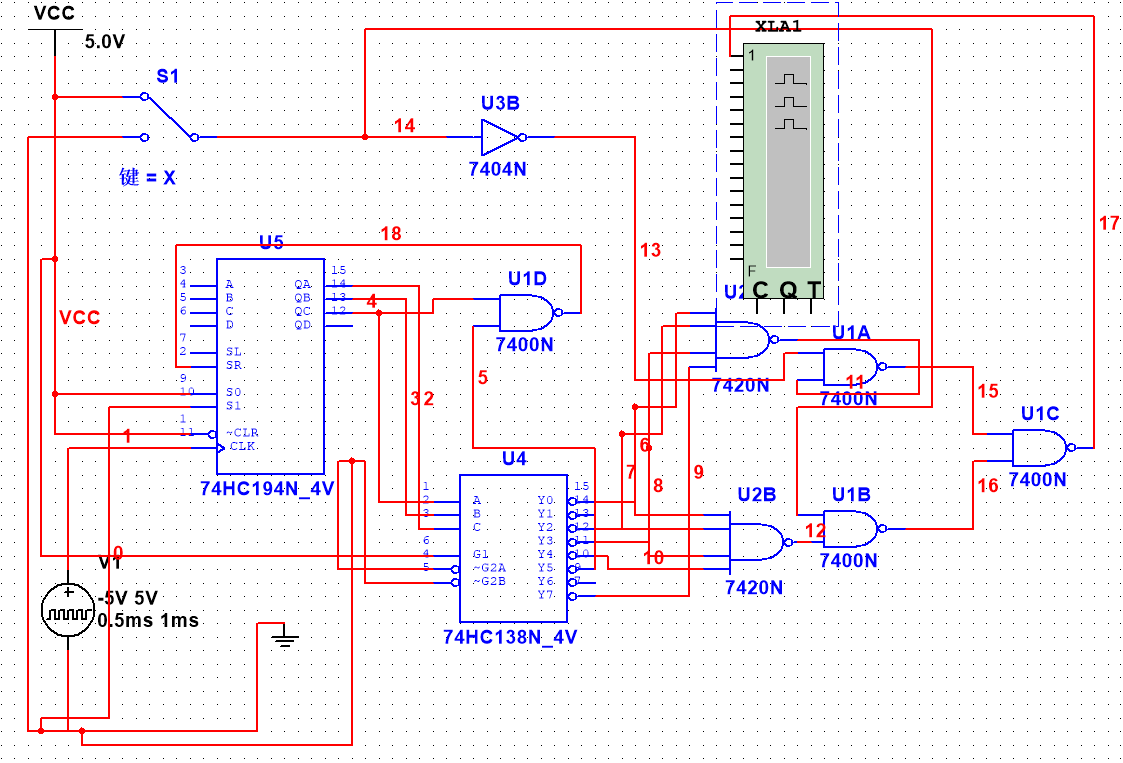 VCC
5.0V
S1
键 = X
14
U3B
7404N
XLA1
1
F
C Q T
17
13
18
U5
VCC
3
4
5
6
7
2
9
10
1
11
A
B
C
D
SL
SR
S0
S1
~CLR
CLK
QA
QB
QC
QD
15
14
13
12
74HC194N_4V
4
U1D
7400N
5
3
2
1
U2
7420N
U1A
11
7400N
15
U1C
7400N
16
6
7
8
9
10
U2B
7420N
12
U1B
7400N
U4
1
2
3
6
4
5
A
B
C
G1
~G2A
~G2B
Y0
Y1
Y2
Y3
Y4
Y5
Y6
Y7
15
14
13
12
11
10
9
7
74HC138N_4V
0
V1
-5V 5V
0.5ms 1ms